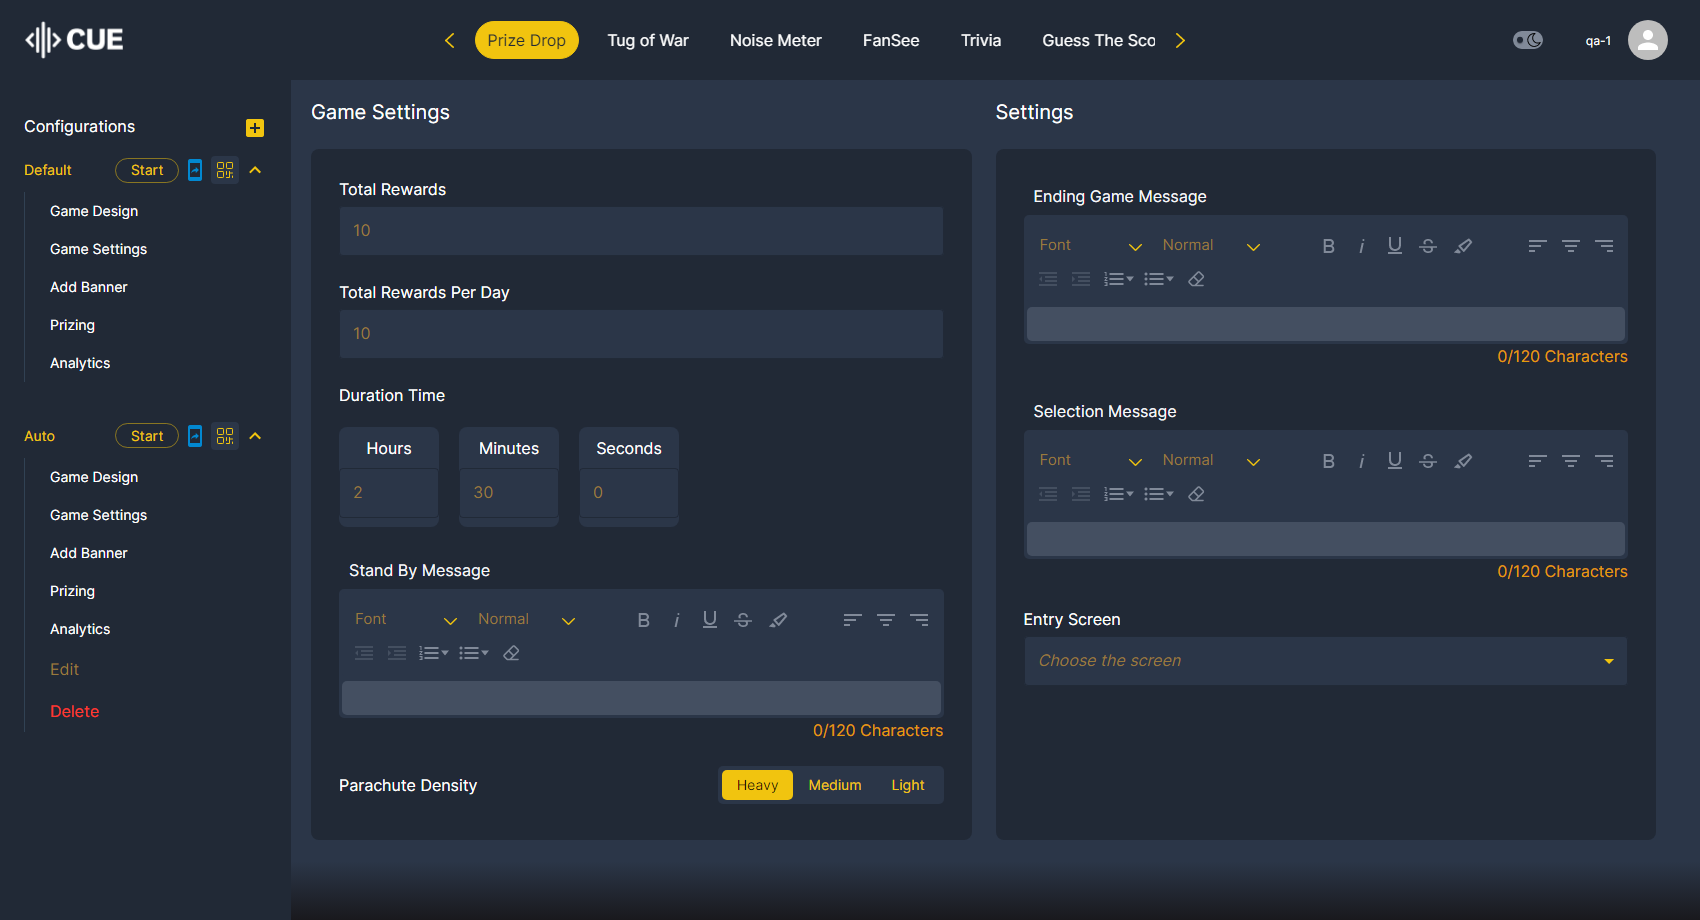 CUE
Prize Drop
Tug of War
Noise Meter
FanSee
Trivia
Guess The Sco
qa-1
Configurations
Default
Start
Game Design
Game Settings
Add Banner
Prizing
Analytics
Auto
Start
Game Design
Game Settings
Add Banner
Prizing
Analytics
Edit
Delete
Game Settings
Total Rewards
10
Total Rewards Per Day
10
Duration Time
Hours
Minutes
Seconds
2
30
0
Stand By Message
Font
Normal
B
i
U
S
0/120 Characters
Parachute Density
Heavy
Medium
Light
Settings
Ending Game Message
Font
Normal
B
i
U
S
0/120 Characters
Selection Message
Font
Normal
B
i
U
S
0/120 Characters
Entry Screen
Choose the screen